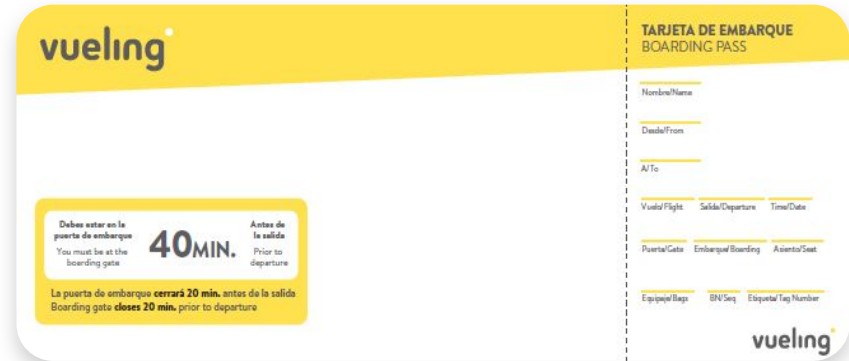 vueling
TARJETA DE EMBARQUE
BOARDING PASS
Nombre/Name
Desde/From
A/To
Vuelo/Flight Salida/Departure Time/Date
Puerta/Gate Embarque/Boarding Asiento/Seat
Equipaje/Bags BN/Seq Etiqueta/Tag Number
vueling
Debes estar en la
puerta de embarque
You must be at the
boarding gate
40MIN.
Antes de
la salida
Prior to
departure
La puerta de embarque cerrará 20 min. antes de la salida
Boarding gate closes 20 min. prior to departure